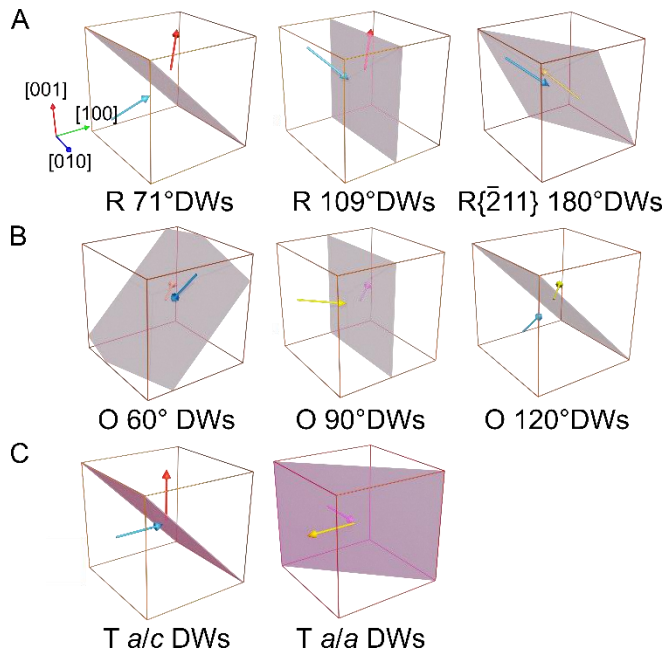 A
[001]
[100]
[010]
R 71°DWs
R 109°DWs
R{2̄11} 180°DWs
B
O 60° DWs
O 90°DWs
O 120°DWs
C
T a/c DWs
T a/a DWs